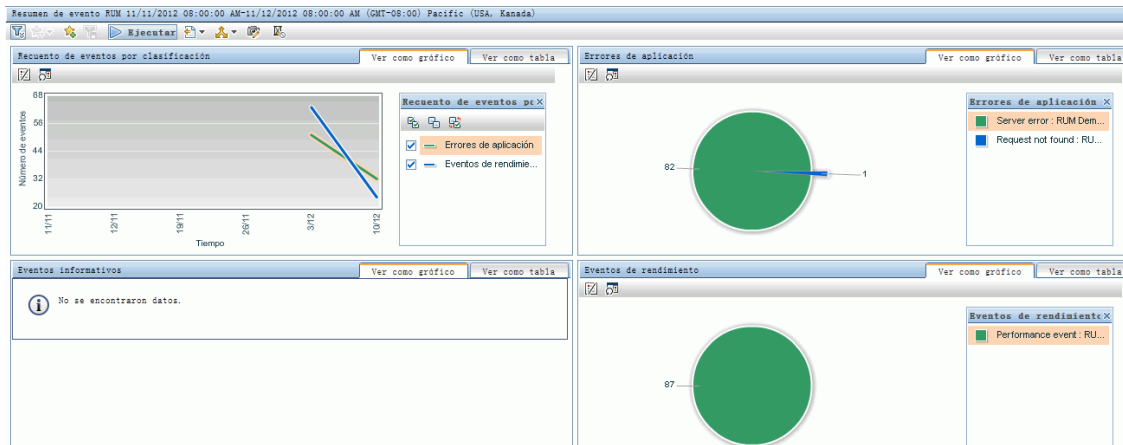 Resumen de evento RUM 11/11/2012 08:00:00 AM-11/12/2012 08:00:00 AM (GMT-08:00) Pacific (USA, Kanada)
Ejecutar
Recuento de eventos por clasificación
Ver como gráfico
Ver como tabla
68
56
44
32
20
Número de eventos
11/11
12/11
19/11
26/11
3/12
10/12
Tiempo
Recuento de eventos po
Errores de aplicación
Eventos de rendimie...
Errores de aplicación
Ver como gráfico
Ver como tabla
82
1
Errores de aplicación
Server error : RUM Dem...
Request not found : RU...
Eventos informativos
Ver como gráfico
Ver como tabla
No se encontraron datos.
Eventos de rendimiento
Ver como gráfico
Ver como tabla
87
Eventos de rendimiento
Performance event : RU...